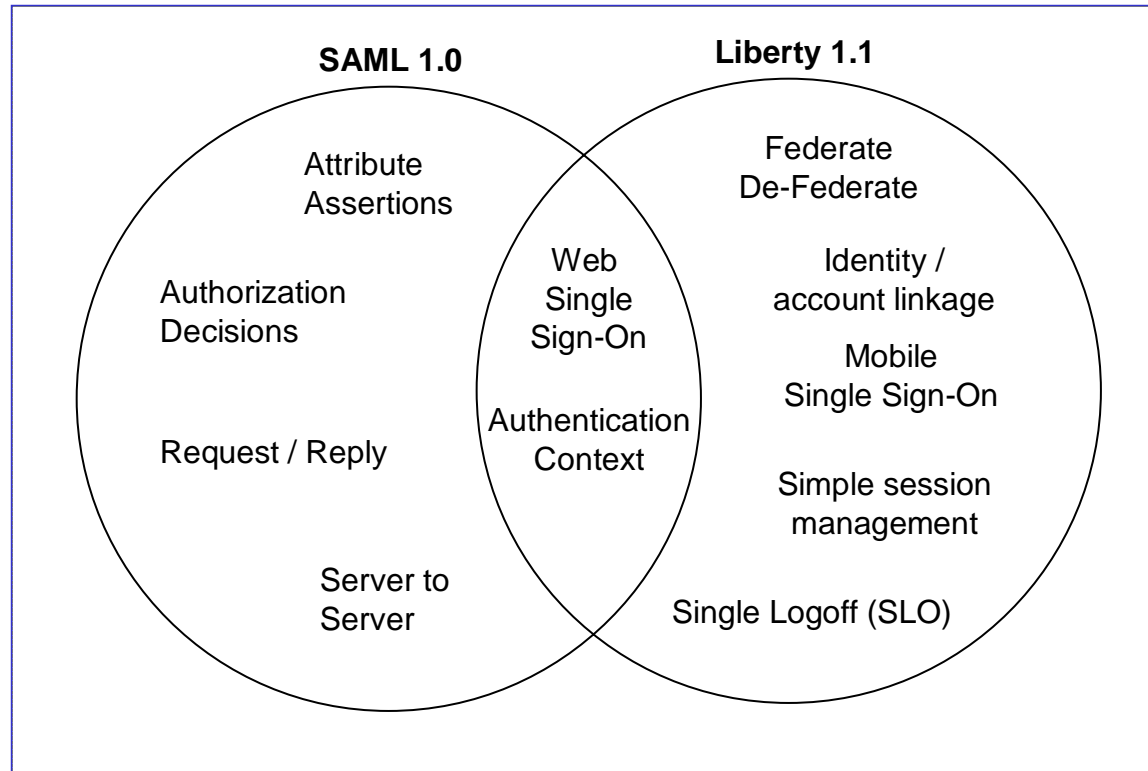 SAML 1.0
Attribute
Assertions
Authorization
Decisions
Request / Reply
Server to
Server
Web
Single
Sign-On
Authentication
Context
Liberty 1.1
Federate
De-Federate
Identity /
account linkage
Mobile
Single Sign-On
Simple session
management
Single Logoff (SLO)